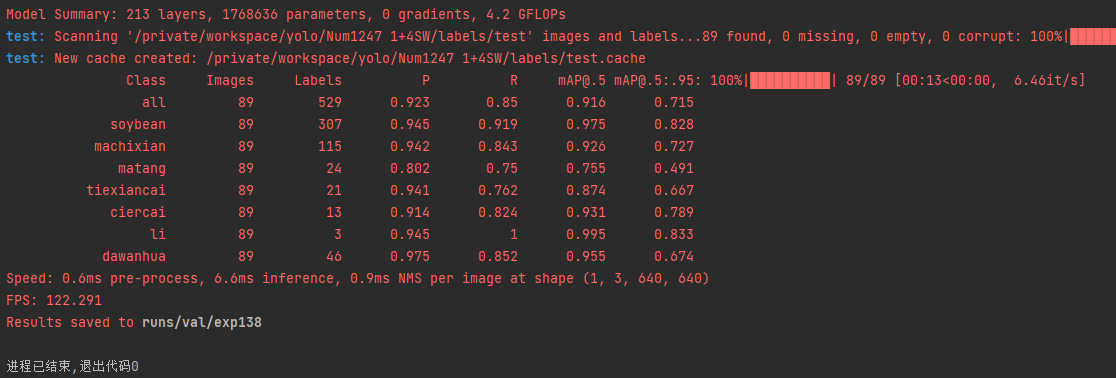 Model Summary: 213 layers, 1768636 parameters, 0 gradients, 4.2 GFLOPs
test: Scanning '/private/workspace/yolo/Num1247 1+4SW/labels/test' images and labels...89 found, 0 missing, 0 empty, 0 corrupt: 100%|
test: New cache created: /private/workspace/yolo/Num1247 1+4SW/labels/test.cache
Class Images Labels P R mAP@.5 mAP@.5:.95: 100%|██████████| 89/89 [00:13<00:00, 6.46it/s]
all 89 529 0.923 0.85 0.916 0.715
soybean 89 307 0.945 0.919 0.975 0.828
machixian 89 115 0.942 0.843 0.926 0.727
matang 89 24 0.802 0.75 0.755 0.491
tiexiancai 89 21 0.941 0.762 0.874 0.667
ciercai 89 13 0.914 0.824 0.931 0.789
li 89 3 0.945 1 0.995 0.833
dawanhua 89 46 0.975 0.852 0.955 0.674
Speed: 0.6ms pre-process, 6.6ms inference, 0.9ms NMS per image at shape (1, 3, 640, 640)
FPS: 122.291
Results saved to runs/val/exp138
进程已结束,退出代码0